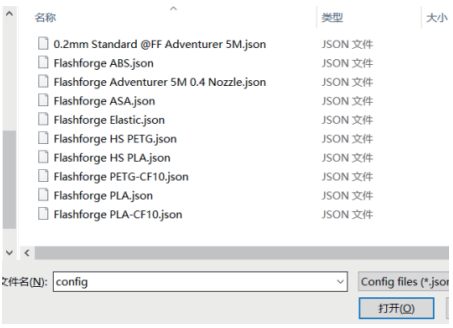 名称 类型 大小
0.2mm Standard @FF Adventurer 5M.json JSON 文件
Flashforge ABS.json JSON 文件
Flashforge Adventurer 5M 0.4 Nozzle.json JSON 文件
Flashforge ASA.json JSON 文件
Flashforge Elastic.json JSON 文件
Flashforge HS PETG.json JSON 文件
Flashforge HS PLA.json JSON 文件
Flashforge PETG-CF10.json JSON 文件
Flashforge PLA.json JSON 文件
Flashforge PLA-CF10.json JSON 文件
文件名(N): config Config files (*.json
打开(O)